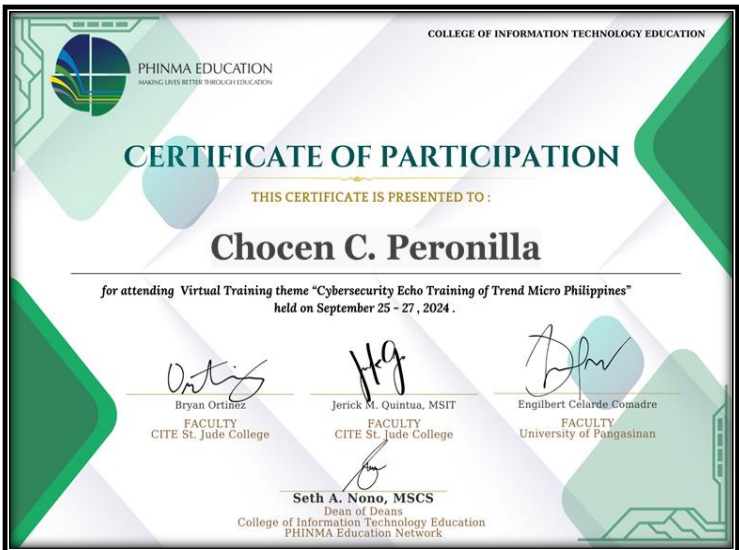 COLLEGE OF INFORMATION TECHNOLOGY EDUCATION
PHINMA EDUCATION
MAKING LIVES BETTER THROUGH EDUCATION
CERTIFICATE OF PARTICIPATION
THIS CERTIFICATE IS PRESENTED TO :
Chocen C. Peronilla
for attending Virtual Training theme “Cybersecurity Echo Training of Trend Micro Philippines”
held on September 25 - 27 , 2024 .
Bryan Ortinez
FACULTY
CITE St. Jude College
Jerick M. Quintua, MSIT
FACULTY
CITE St. Jude College
Engilbert Celarde Comadre
FACULTY
University of Pangasinan
Seth A. Nono, MSCS
Dean of Deans
College of Information Technology Education
PHINMA Education Network